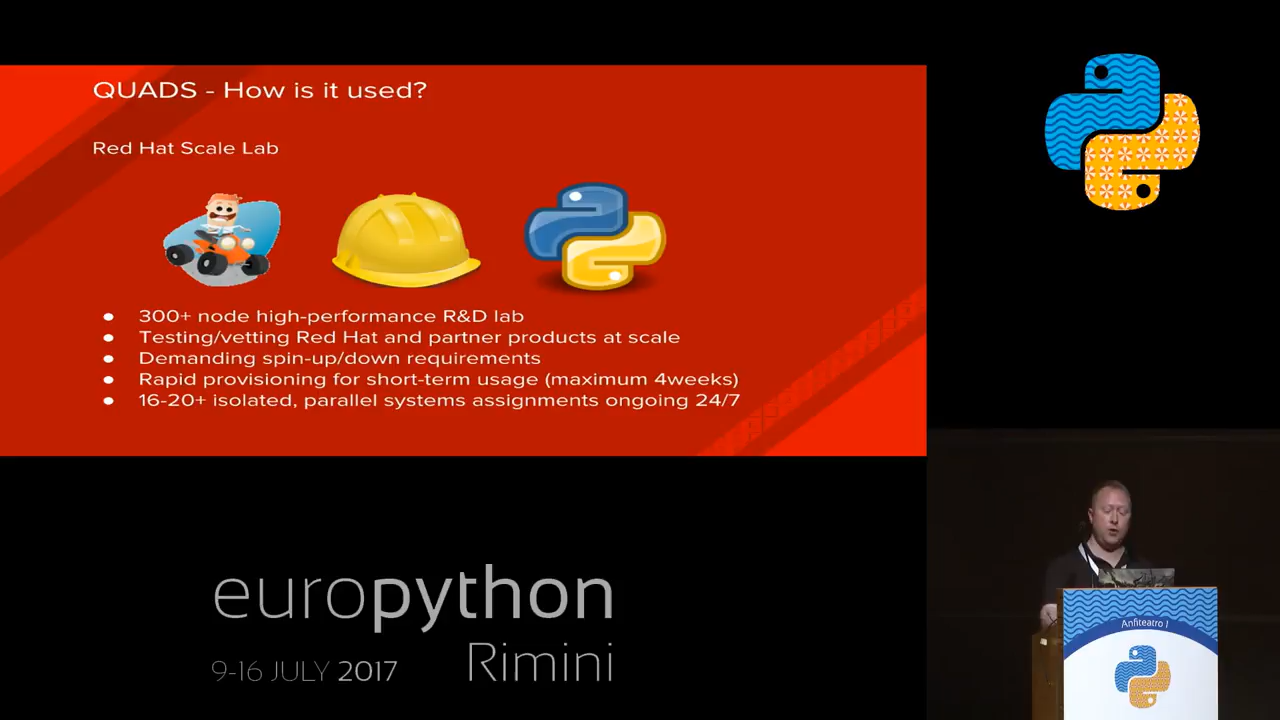 QUADS - How is it used?
Red Hat Scale Lab
300+ node high-performance R&D lab
Testing/vetting Red Hat and partner products at scale
Demanding spin-up/down requirements
Rapid provisioning for short-term usage (maximum 4weeks)
16-20+ isolated, parallel systems assignments ongoing 24/7
europython
Rimini
9-16 JULY 2017
Anfiteatro 1